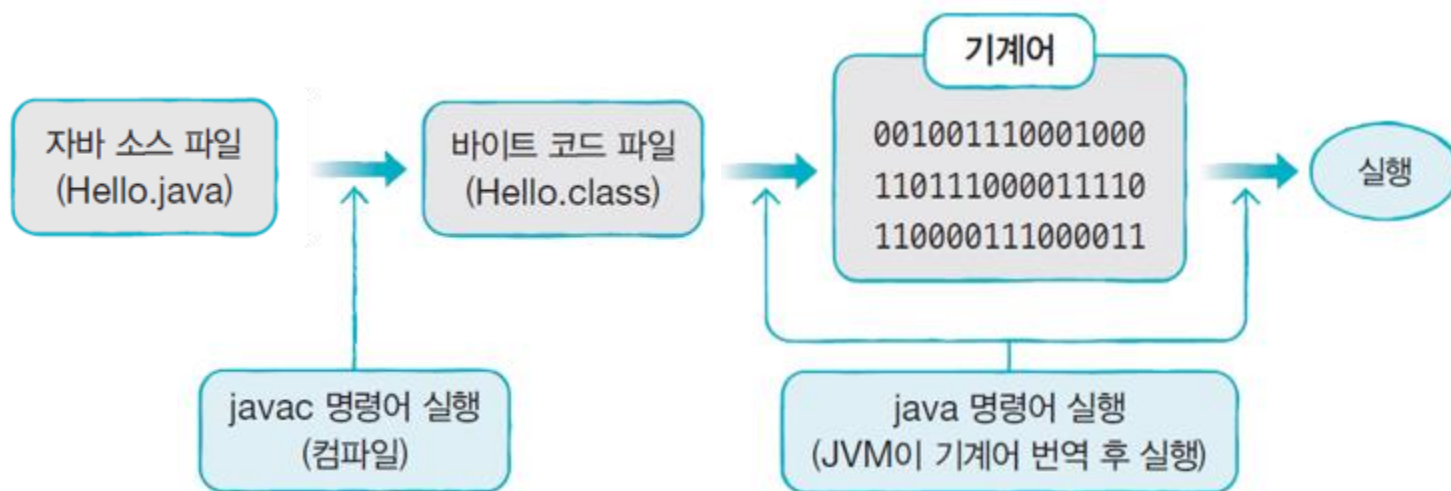 자바 소스 파일
(Hello.java)
바이트 코드 파일
(Hello.class)
기계어
001001110001000
110111000011110
110000111000011
실행
javac 명령어 실행
(컴파일)
java 명령어 실행
(JVM이 기계어 번역 후 실행)